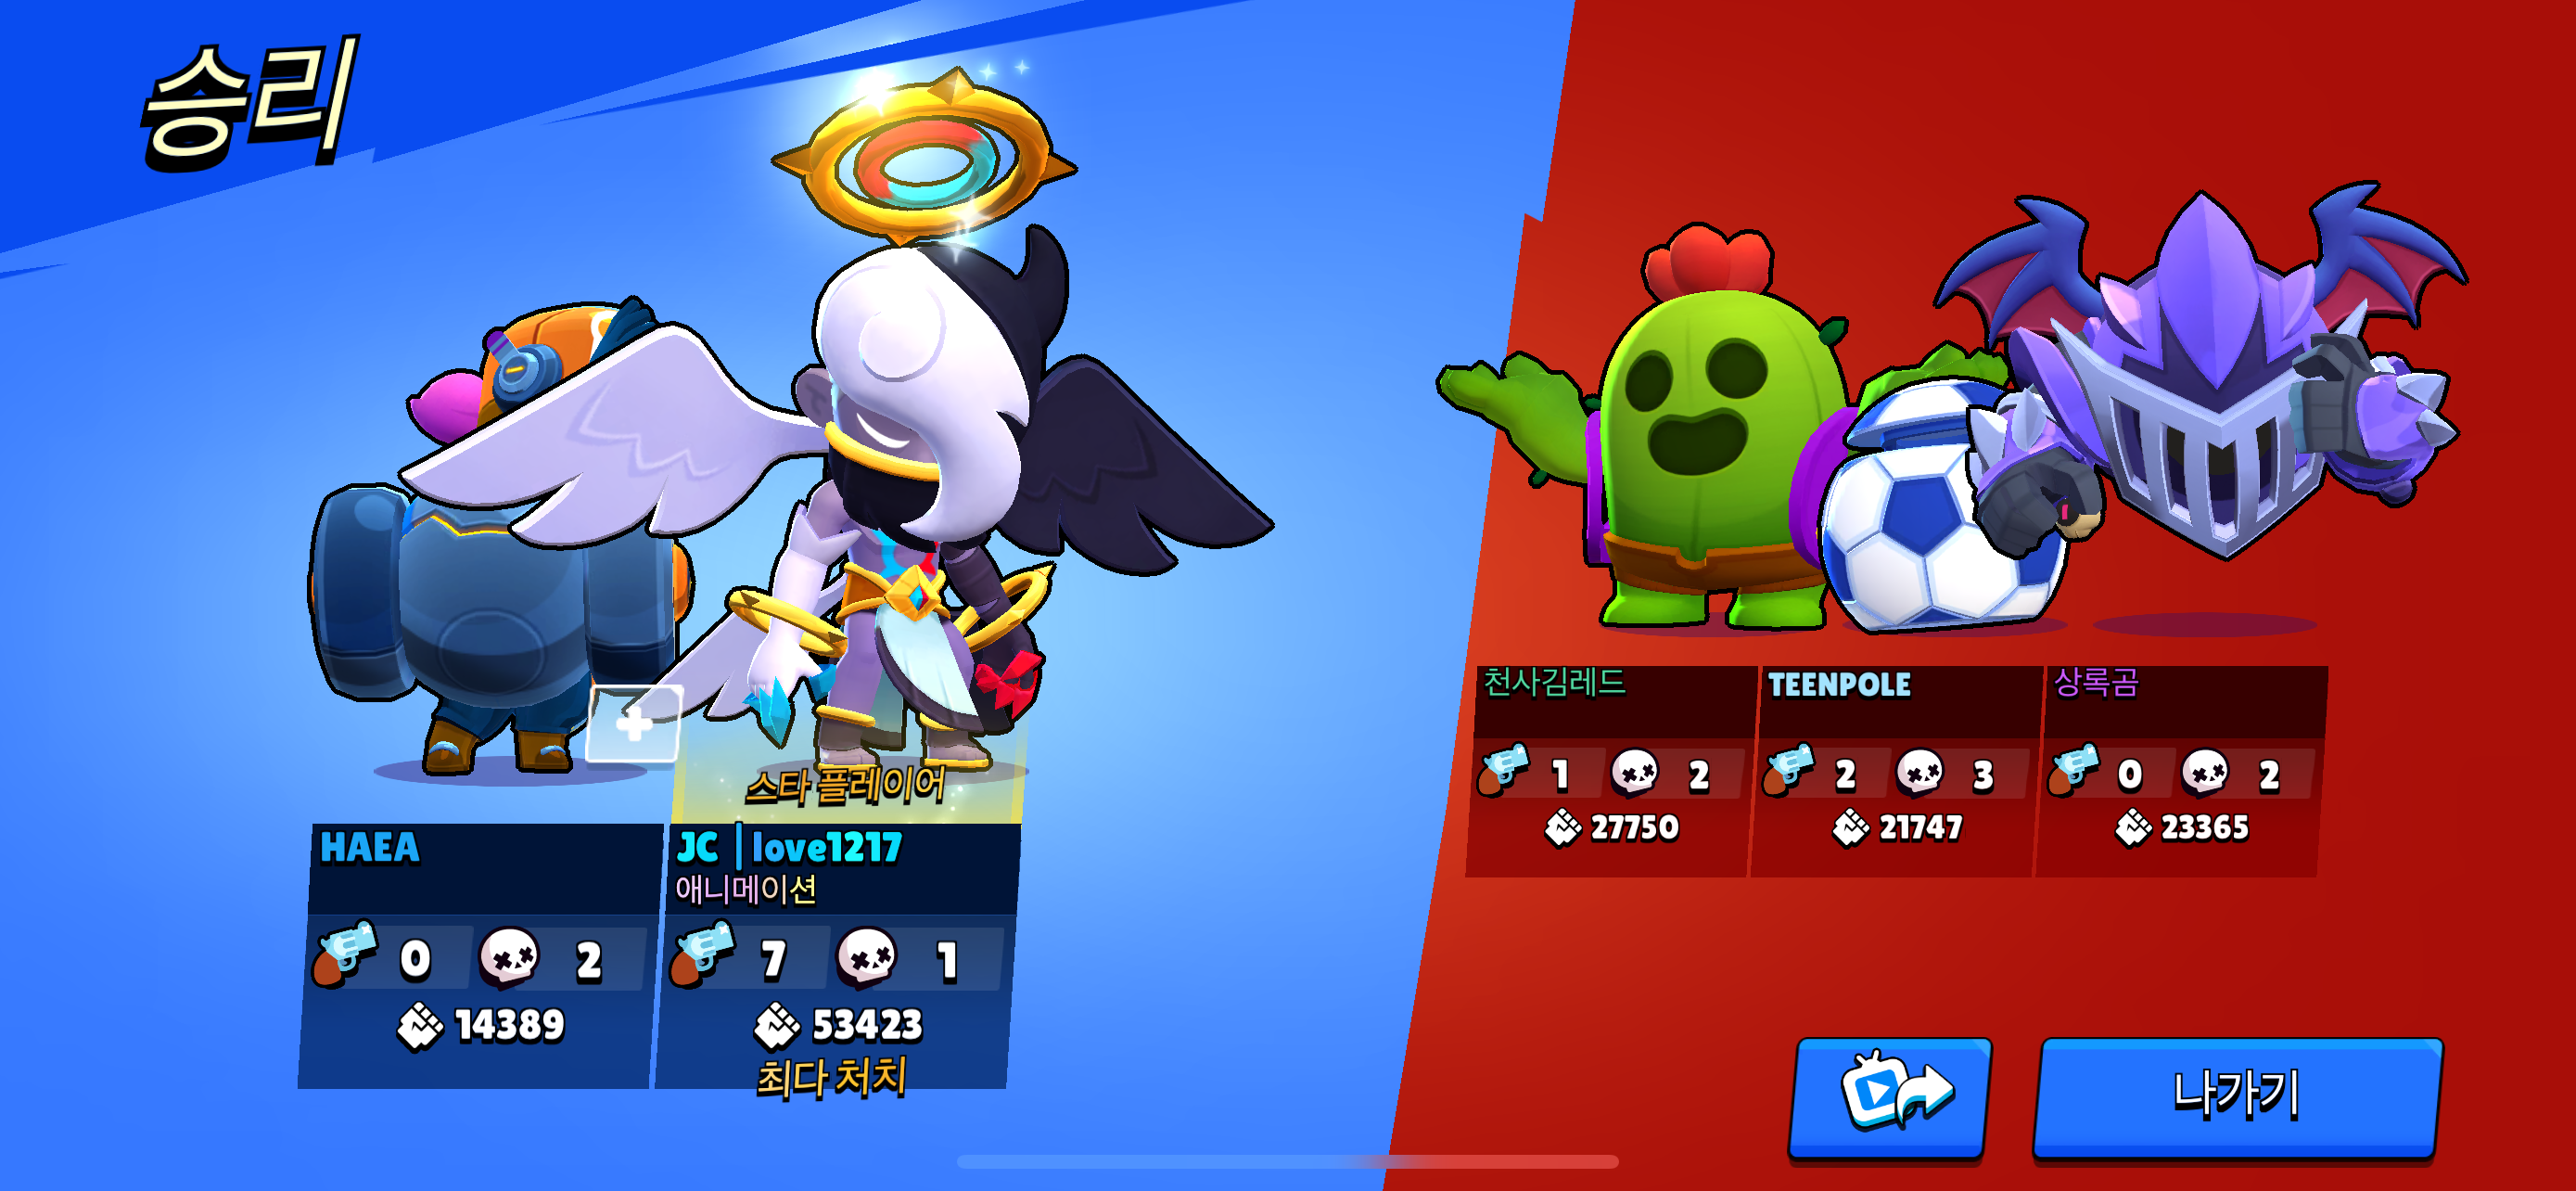 승리
스타 플레이어
HAEA
0 2
14389
JC | love1217
애니메이션
7 1
53423
최다 처치
천사김레드
1 2
27750
TEENPOLE
2 3
21747
상록곰
0 2
23365
나가기